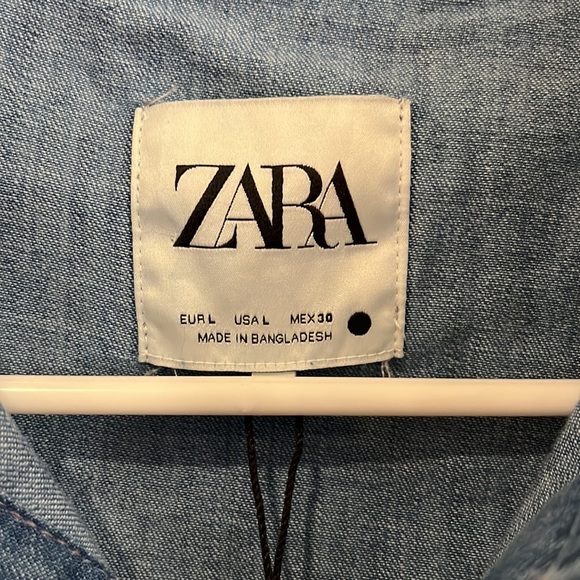 ZARA
EUR L USA L MEX 30
MADE IN BANGLADESH